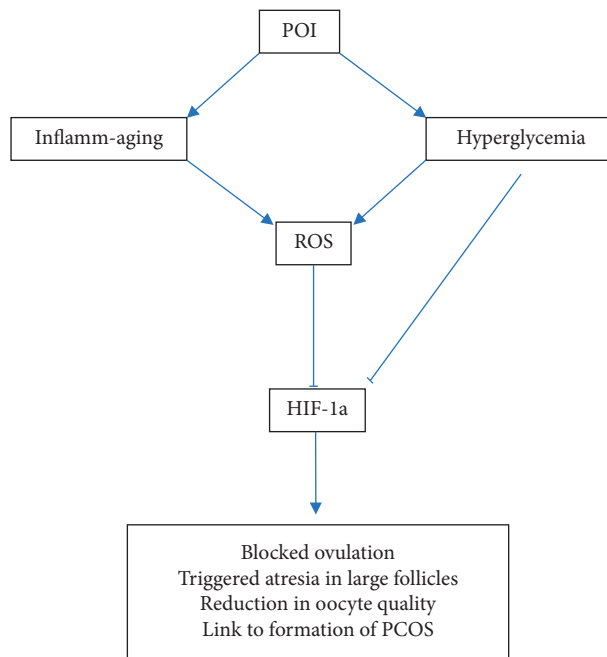 POI
Inflamm-aging
Hyperglycemia
ROS
HIF-1a
Blocked ovulation
Triggered atresia in large follicles
Reduction in oocyte quality
Link to formation of PCOS